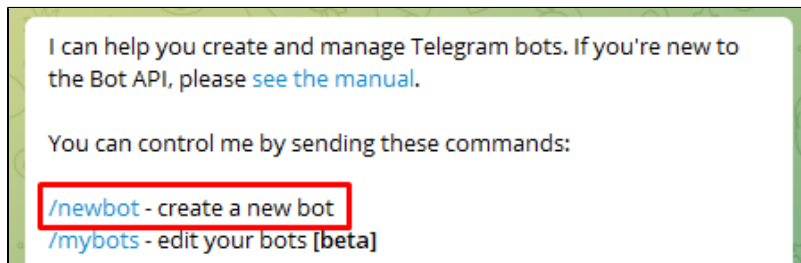 I can help you create and manage Telegram bots. If you're new to
the Bot API, please see the manual.
You can control me by sending these commands:
/newbot - create a new bot
/mybots - edit your bots [beta]